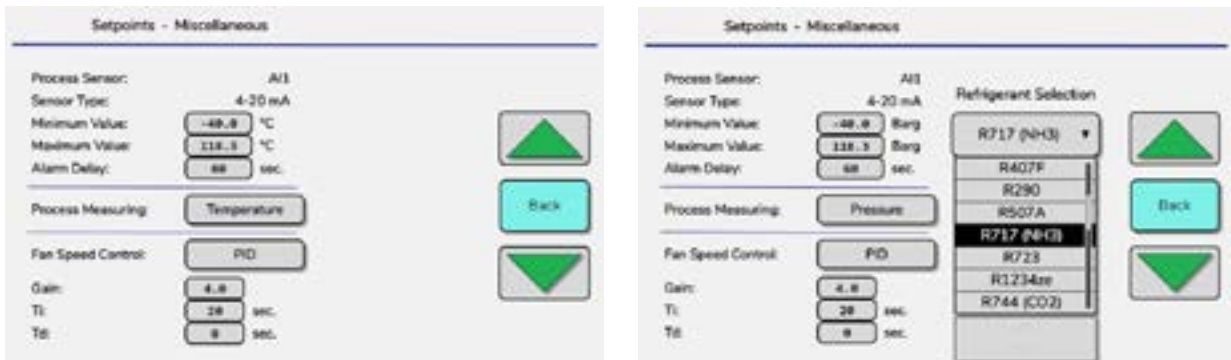 Setpoints - Miscellaneous
Process Sensor: AI1
Sensor Type: 4-20 mA
Minimum Value: -40.0 °C
Maximum Value: 118.5 °C
Alarm Delay: 60 sec.
Process Measuring: Temperature
Back
Fan Speed Control: PID
Gain: 4.0
Ti: 20 sec.
Td: 0 sec.
Setpoints - Miscellaneous
Process Sensor: AI1
Sensor Type: 4-20 mA
Minimum Value: -40.0 Barg
Maximum Value: 118.5 Barg
Alarm Delay: 60 sec.
Process Measuring: Pressure
Fan Speed Control: PID
Gain: 4.0
Ti: 20 sec.
Td: 0 sec.
Refrigerant Selection
R717 (NH3) ▼
R407F
R290
R507A
R717 (NH3)
R723
R1234ze
R744 (CO2)
Back